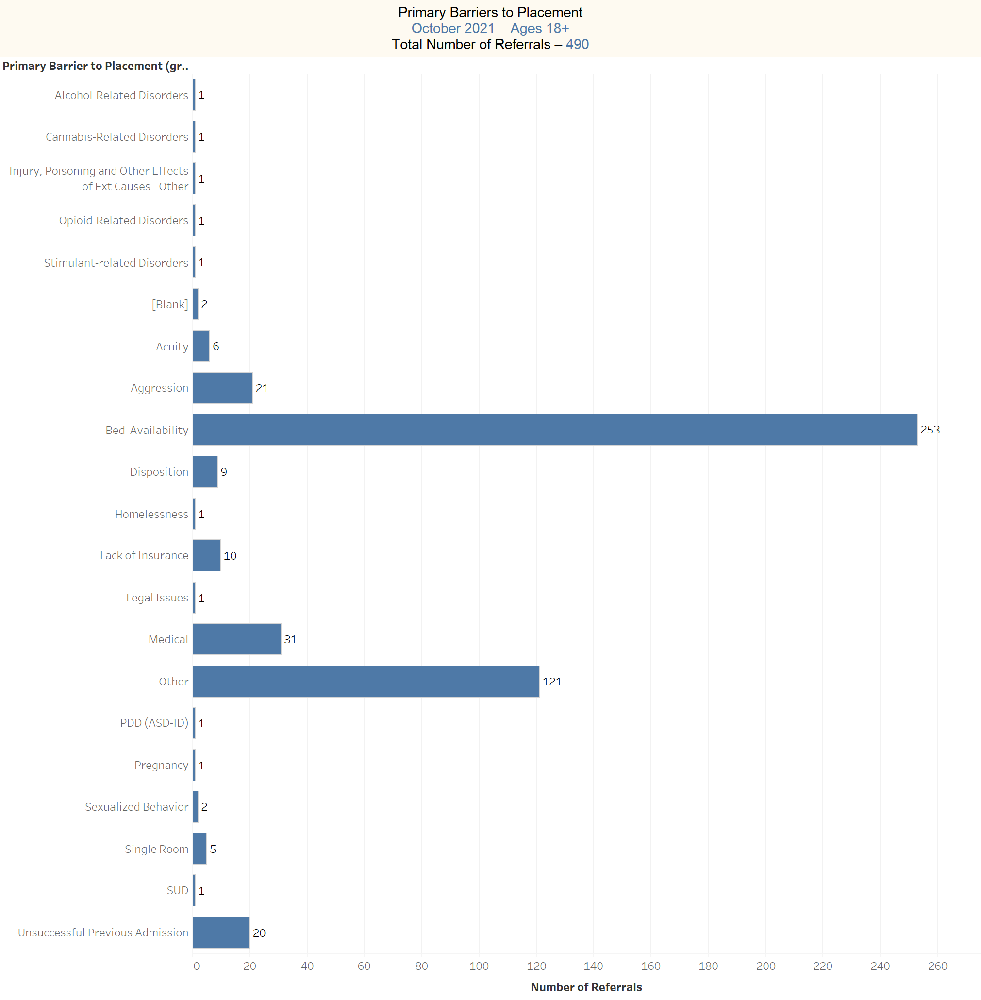 Primary Barriers to Placement
October 2021 Ages 18+
Total Number of Referrals – 490
Primary Barrier to Placement (gr..
Alcohol-Related Disorders 1
Cannabis-Related Disorders 1
Injury, Poisoning and Other Effects
of Ext Causes - Other 1
Opioid-Related Disorders 1
Stimulant-related Disorders 1
[Blank] 2
Acuity 6
Aggression 21
Bed Availability 253
Disposition 9
Homelessness 1
Lack of Insurance 10
Legal Issues 1
Medical 31
Other 121
PDD (ASD-ID) 1
Pregnancy 1
Sexualized Behavior 2
Single Room 5
SUD 1
Unsuccessful Previous Admission 20
0 20 40 60 80 100 120 140 160 180 200 220 240 260
Number of Referrals